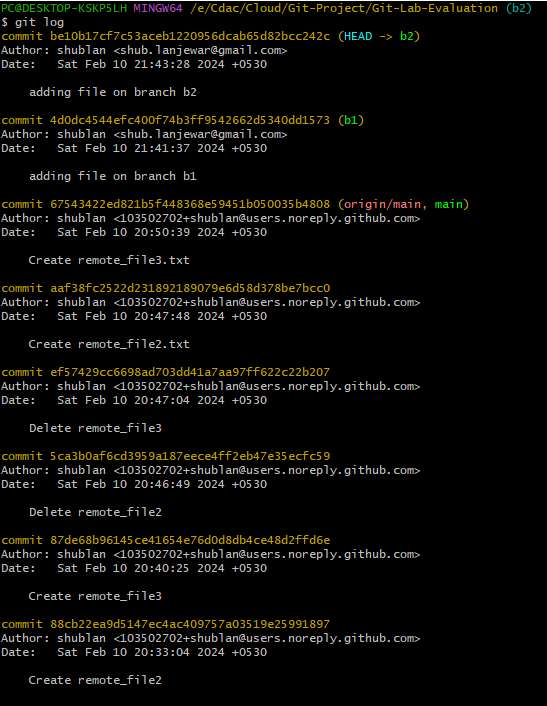 PC@DESKTOP-KSKP5LH MINGW64 /e/Cdac/Cloud/Git-Project/Git-Lab-Evaluation (b2)
$ git log
commit be10b17cf7c53aceb1220956dcab65d82bcc242c (HEAD -> b2)
Author: shublan <shub.lanjewar@gmail.com>
Date:   Sat Feb 10 21:43:28 2024 +0530
adding file on branch b2
commit 4d0dc4544efc400f74b3ff9542662d5340dd1573 (b1)
Author: shublan <shub.lanjewar@gmail.com>
Date:   Sat Feb 10 21:41:37 2024 +0530
adding file on branch b1
commit 67543422ed821b5f448368e59451b050035b4808 (origin/main, main)
Author: shublan <103502702+shublan@users.noreply.github.com>
Date:   Sat Feb 10 20:50:39 2024 +0530
Create remote_file3.txt
commit aaf38fc2522d231892189079e6d58d378be7bcc0
Author: shublan <103502702+shublan@users.noreply.github.com>
Date:   Sat Feb 10 20:47:48 2024 +0530
Create remote_file2.txt
commit ef57429cc6698ad703dd41a7aa97ff622c22b207
Author: shublan <103502702+shublan@users.noreply.github.com>
Date:   Sat Feb 10 20:47:04 2024 +0530
Delete remote_file3
commit 5ca3b0af6cd3959a187eece4ff2eb47e35ecfc59
Author: shublan <103502702+shublan@users.noreply.github.com>
Date:   Sat Feb 10 20:46:49 2024 +0530
Delete remote_file2
commit 87de68b96145ce41654e76d0d8db4ce48d2ffd6e
Author: shublan <103502702+shublan@users.noreply.github.com>
Date:   Sat Feb 10 20:40:25 2024 +0530
Create remote_file3
commit 88cb22ea9d5147ec4ac409757a03519e25991897
Author: shublan <103502702+shublan@users.noreply.github.com>
Date:   Sat Feb 10 20:33:04 2024 +0530
Create remote_file2